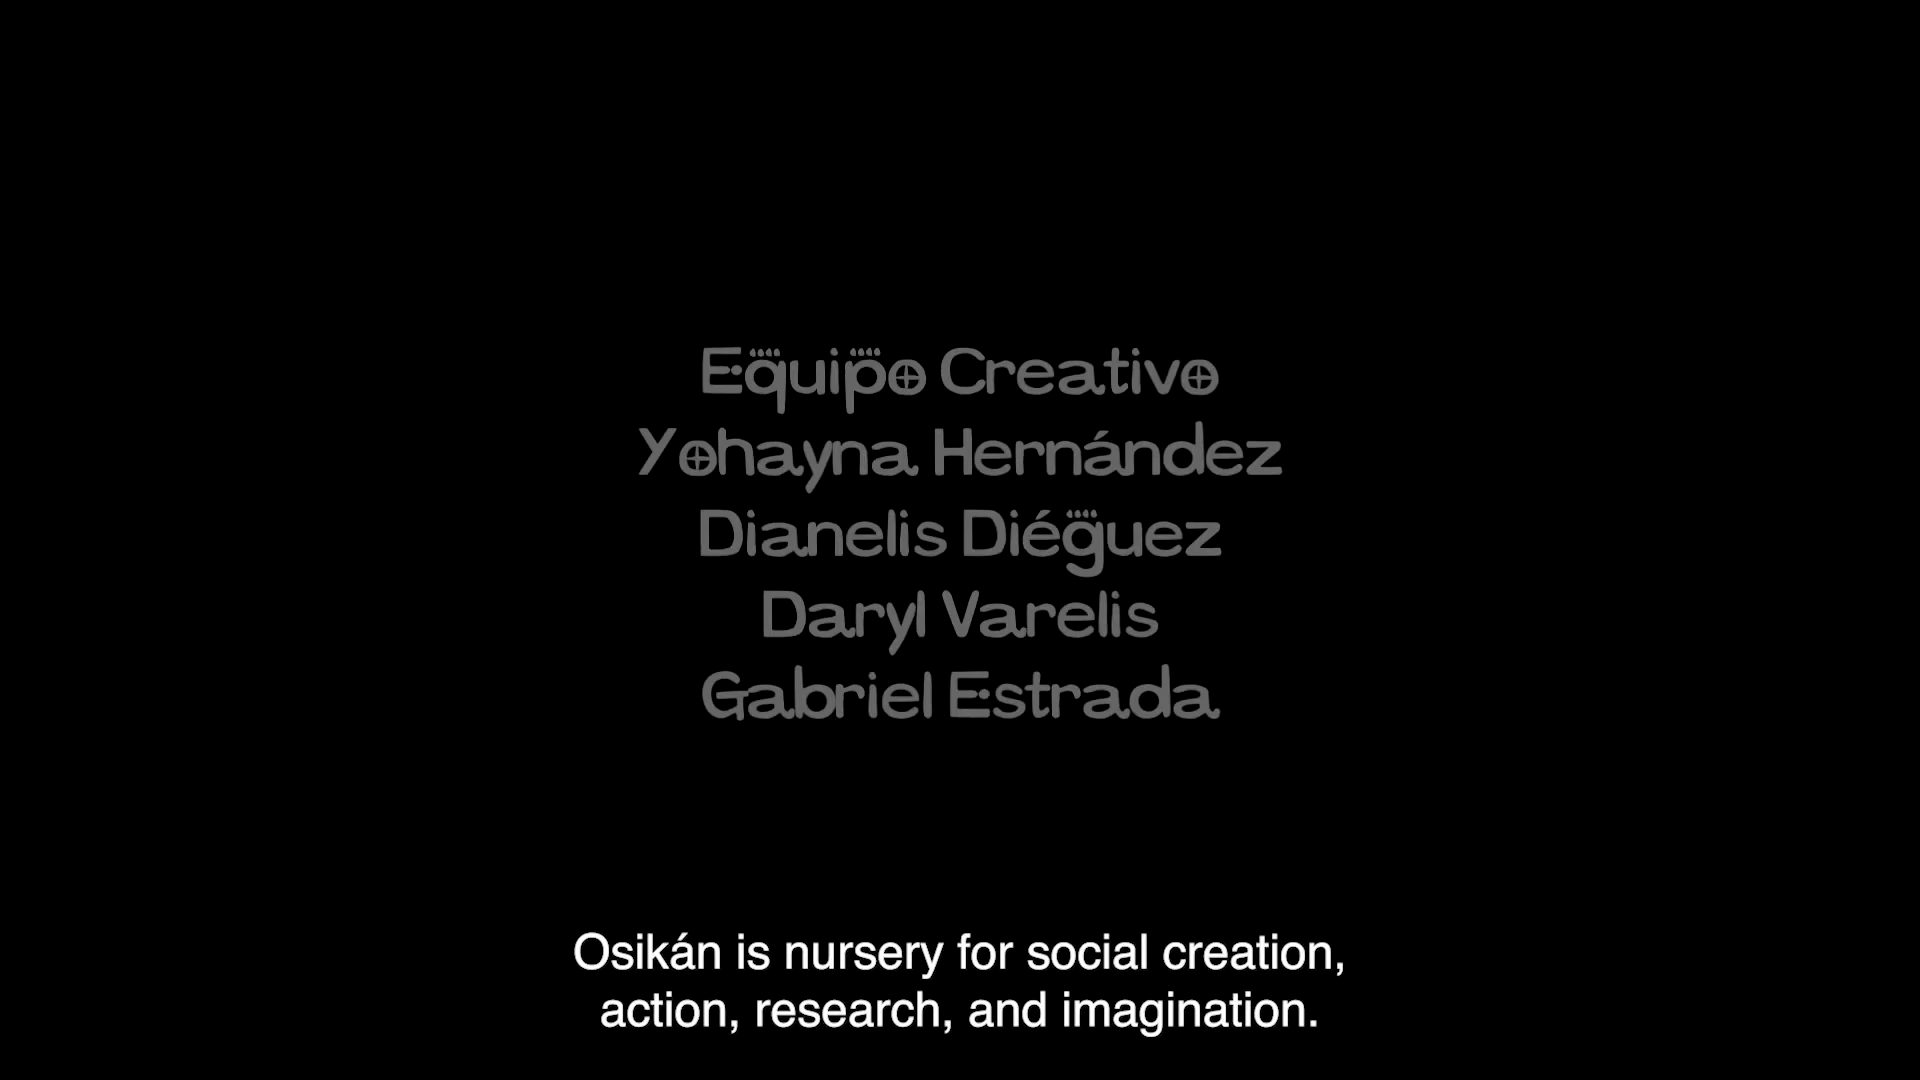 Equipo Creativo
Yohayna Hernández
Dianelis Diéguez
Daryl Varelis
Gabriel Estrada
Osikán is nursery for social creation,
action, research, and imagination.